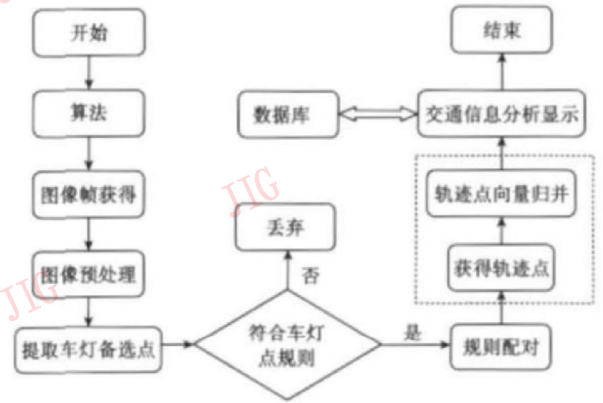 开始
算法
图像帧获得
图像预处理
提取车灯备选点
符合车灯
点规则
否
丢弃
是
规则配对
获得轨迹点
轨迹点向量归并
交通信息分析显示
数据库
结束
JIG
JIG